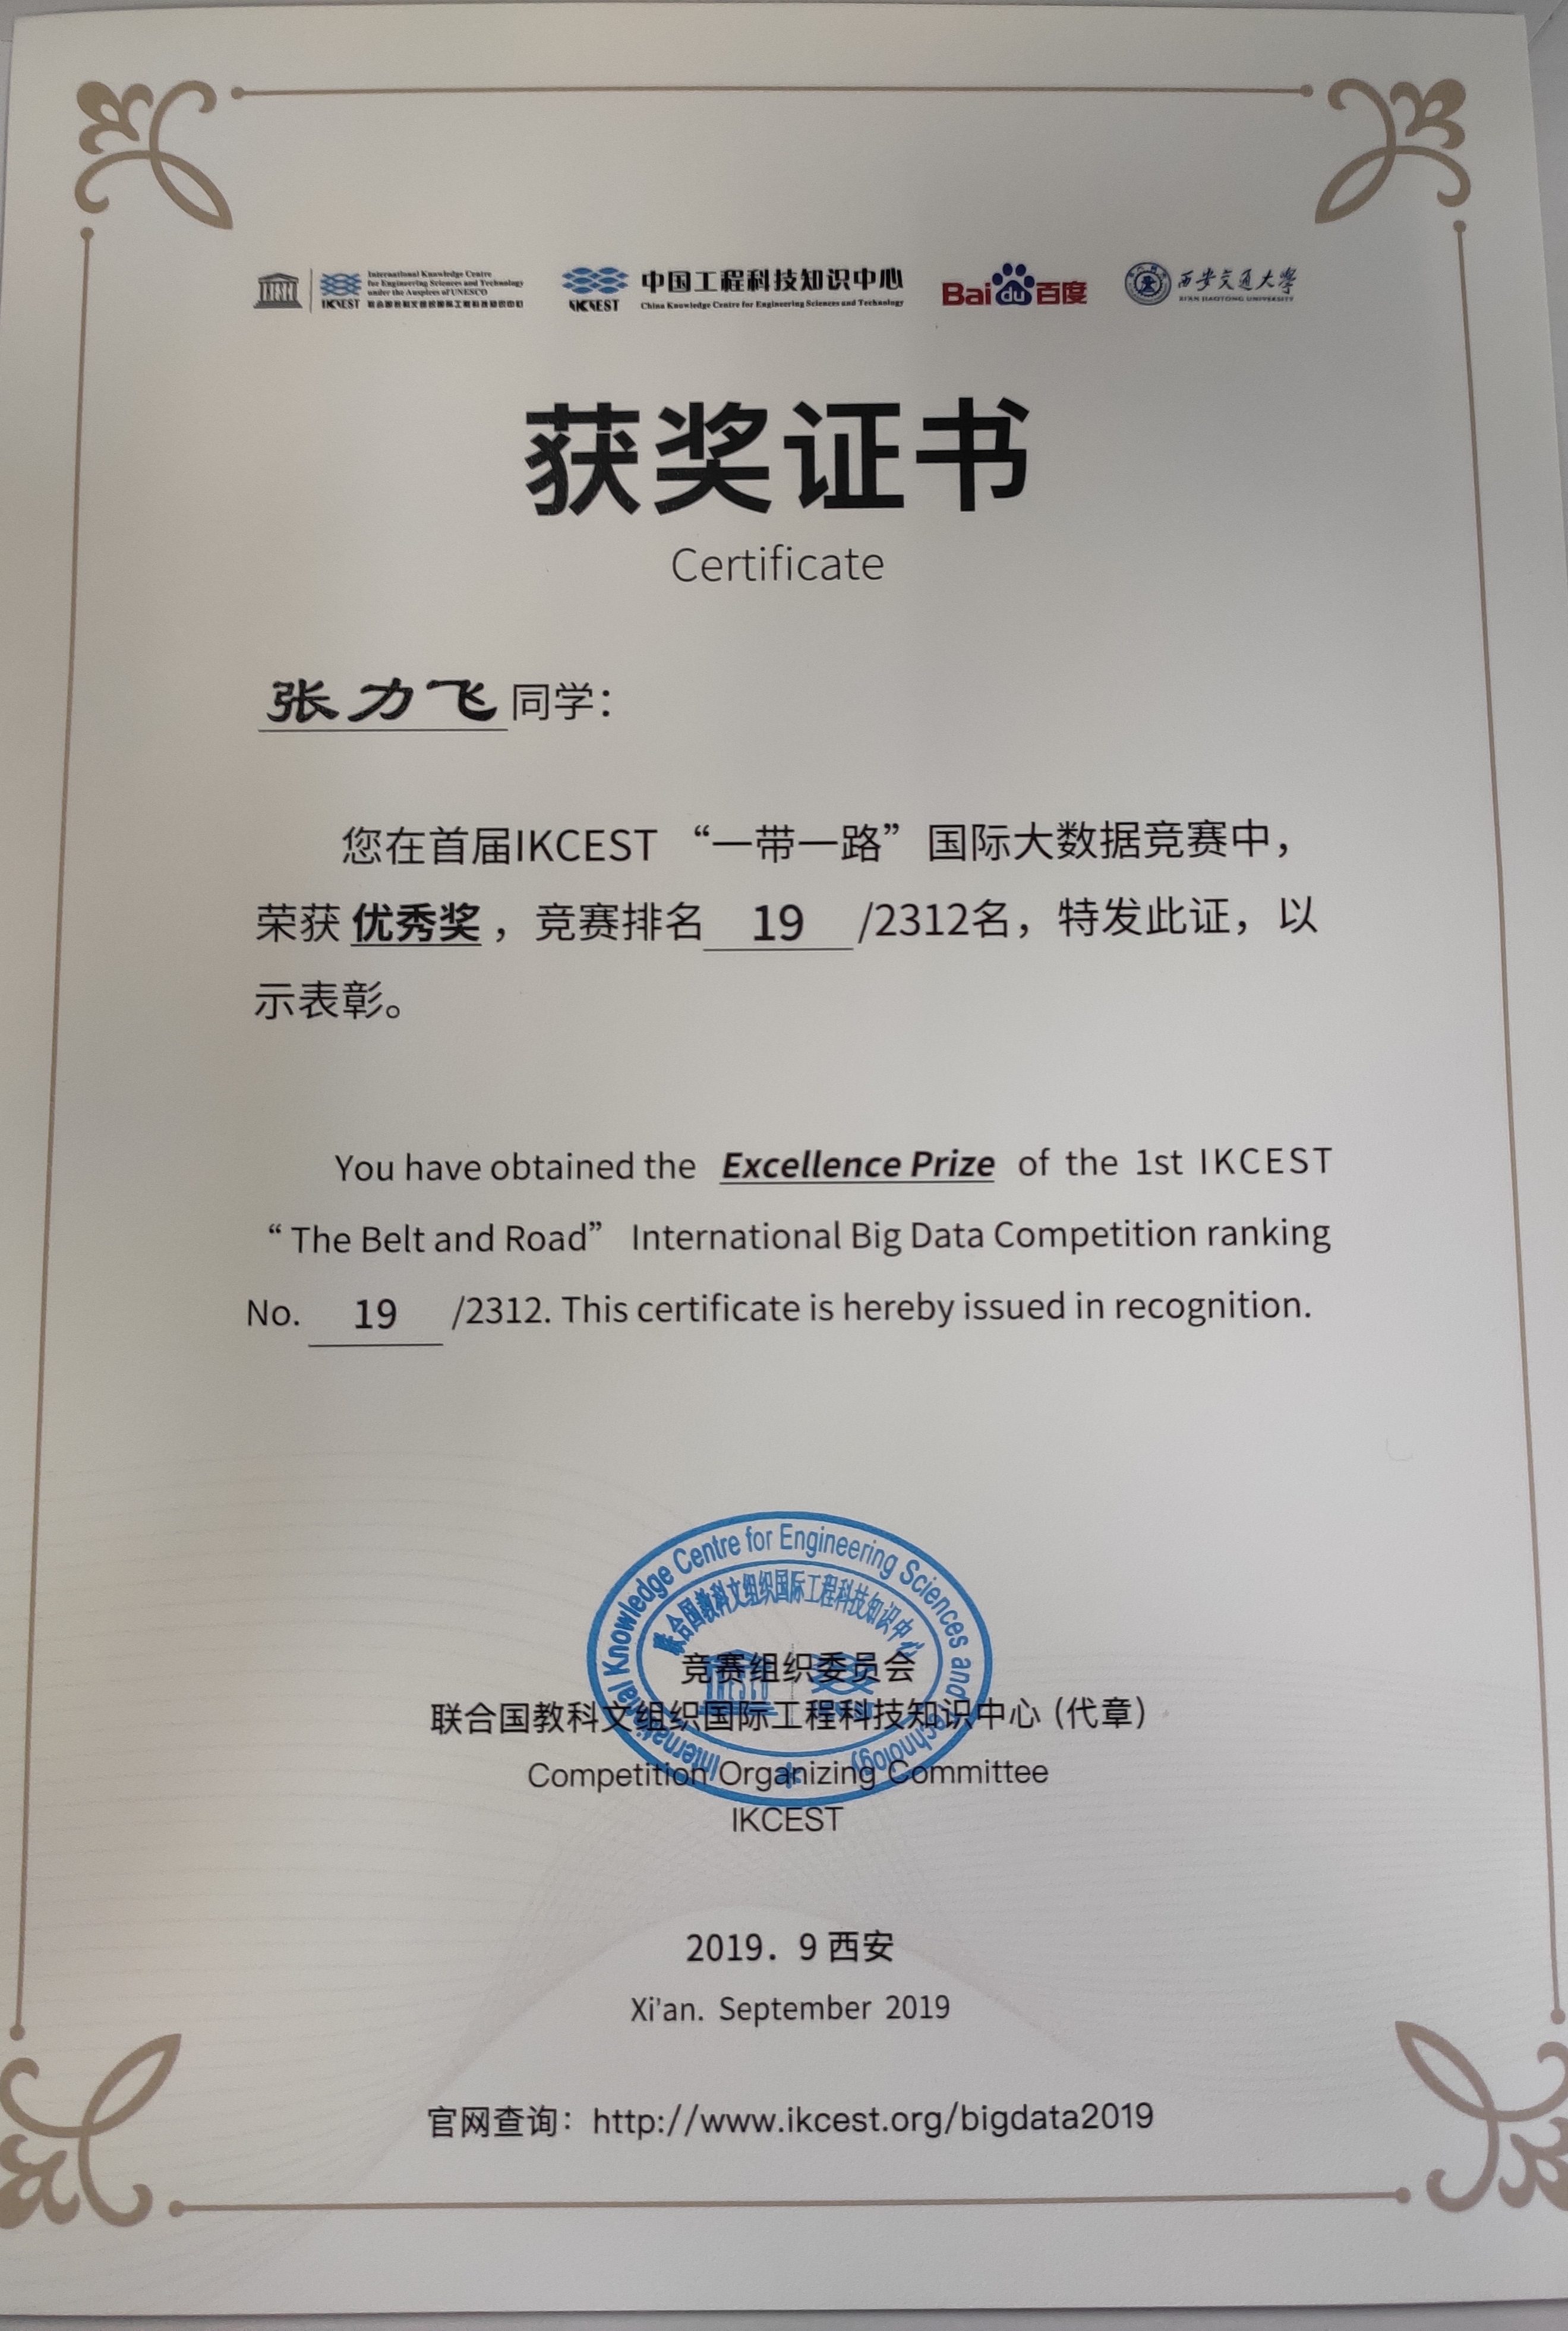 International Knowledge Centre
for Engineering Sciences and Technology
under the Auspices of UNESCO
联合国教科文组织国际工程科技知识中心
IKCEST
中国工程科技知识中心
China Knowledge Centre for Engineering Sciences and Technology
Bai du 百度
西安交通大学
XI'AN JIAOTONG UNIVERSITY
获奖证书
Certificate
张力飞同学：
您在首届IKCEST “一带一路” 国际大数据竞赛中，
荣获 优秀奖 ，竞赛排名 19 /2312名，特发此证，以
示表彰。
You have obtained the Excellence Prize of the 1st IKCEST
“ The Belt and Road” International Big Data Competition ranking
No. 19 /2312. This certificate is hereby issued in recognition.
International Knowledge Centre for Engineering Sciences and Technology
联合国教科文组织国际工程科技知识中心
UNESCO
竞赛组织委员会
联合国教科文组织国际工程科技知识中心 (代章)
Competition Organizing Committee
IKCEST
2019. 9 西安
Xi'an. September 2019
官网查询：http://www.ikcest.org/bigdata2019